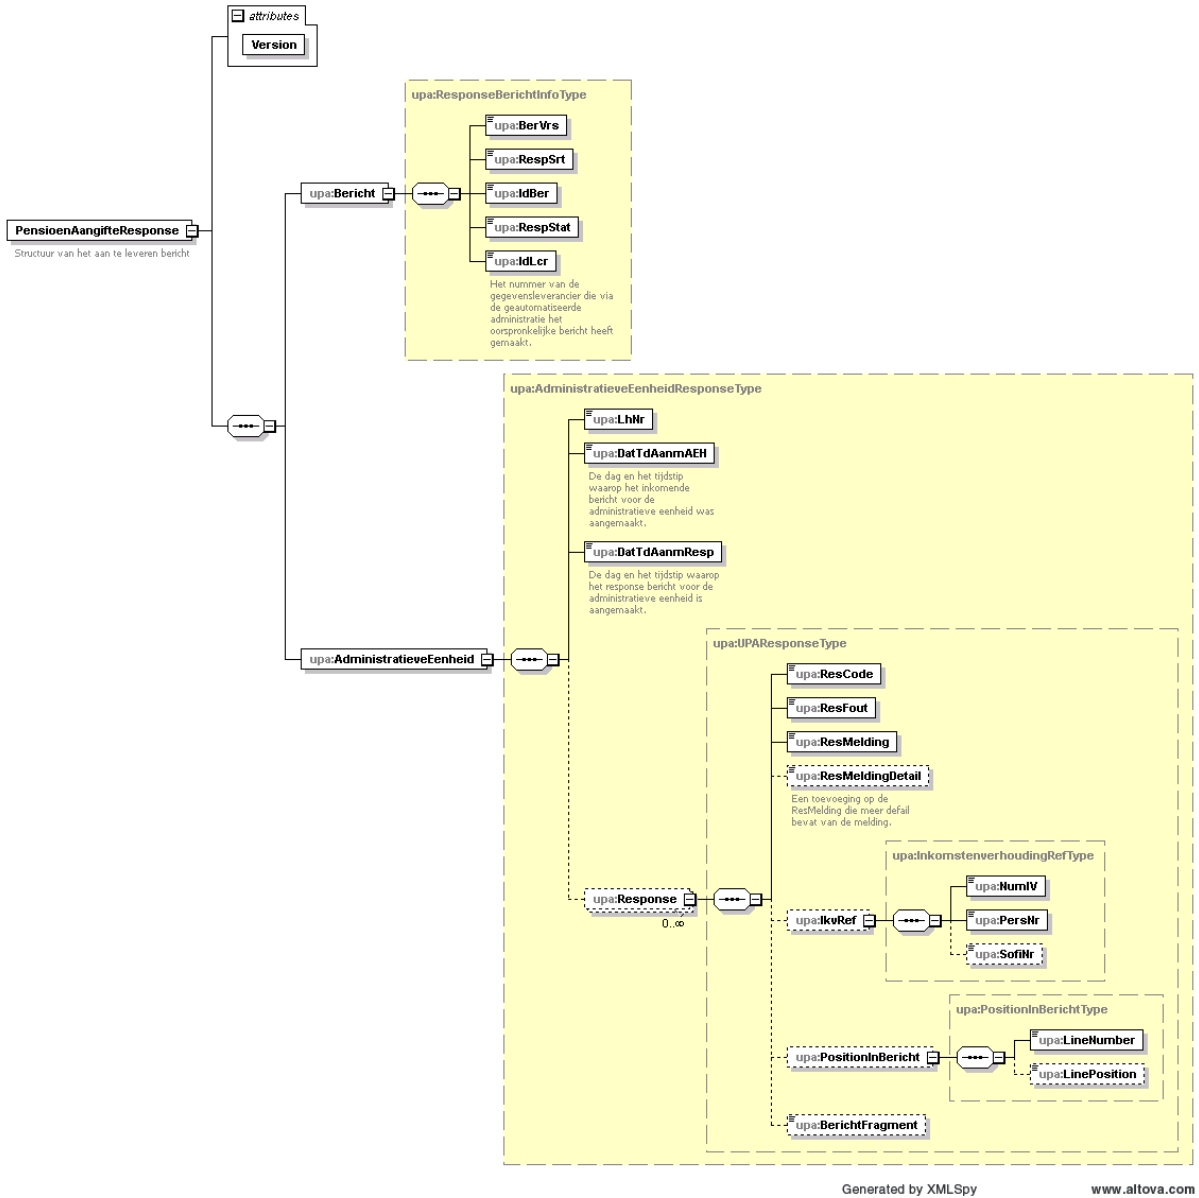 attributes
Version
upa:ResponseBerichtInfoType
upa:BerVrs
upa:RespSrt
upa:Bericht
upa:IdBer
upa:RespStat
PensioenAangifteResponse
Structuur van het aan te leveren bericht
upa:IdLcr
Het nummer van de
gegevensleverancier die via
de geautomatiseerde
administratie het
oorspronkelijke bericht heeft
gemaakt.
upa:AdministratieveEenheidResponseType
upa:LhNr
upa:DatTdAanmAEH
De dag en het tijdstip
waarop het inkomende
bericht voor de
administratieve eenheid was
aangemaakt.
upa:DatTdAanmResp
De dag en het tijdstip waarop
het response bericht voor de
administratieve eenheid is
aangemaakt.
upa:AdministratieveEenheid
upa:UPAResponseType
upa:ResCode
upa:ResFout
upa:ResMelding
upa:ResMeldingDetail
Een toevoeging op de
ResMelding die meer defail
bevat van de melding.
upa:Response
0..∞
upa:InkomstenverhoudingRefType
upa:NumIV
upa:IkvRef
upa:PersNr
upa:SofiNr
upa:PositionInBerichtType
upa:LineNumber
upa:PositionInBericht
upa:LinePosition
upa:BerichtFragment
Generated by XMLSpy
www.altova.com